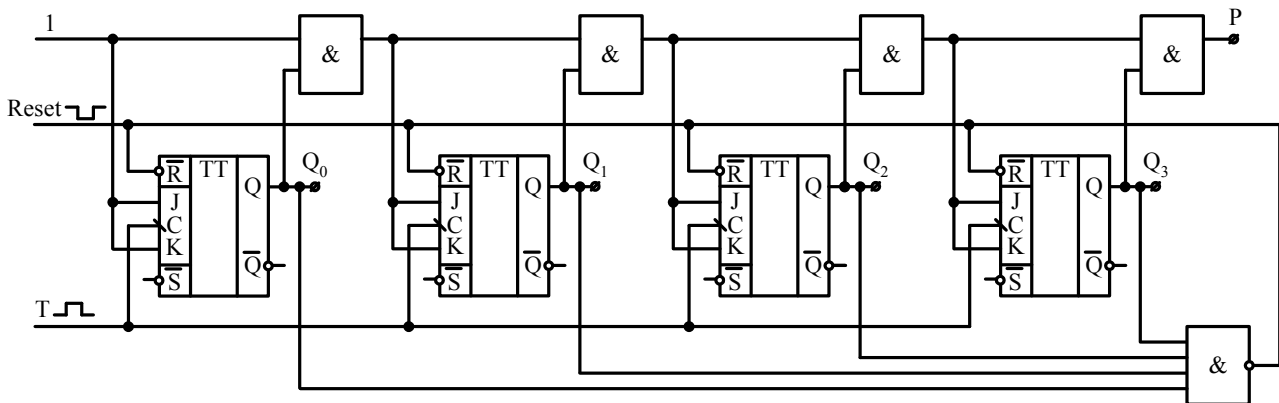 1 P
& & & &
Reset
R̅ TT Q Q₀ R̅ TT Q Q₁ R̅ TT Q Q₂ R̅ TT Q Q₃
J J J J
C C C C
K Q̅ K Q̅ K Q̅ K Q̅
S̅ S̅ S̅ S̅
T
&